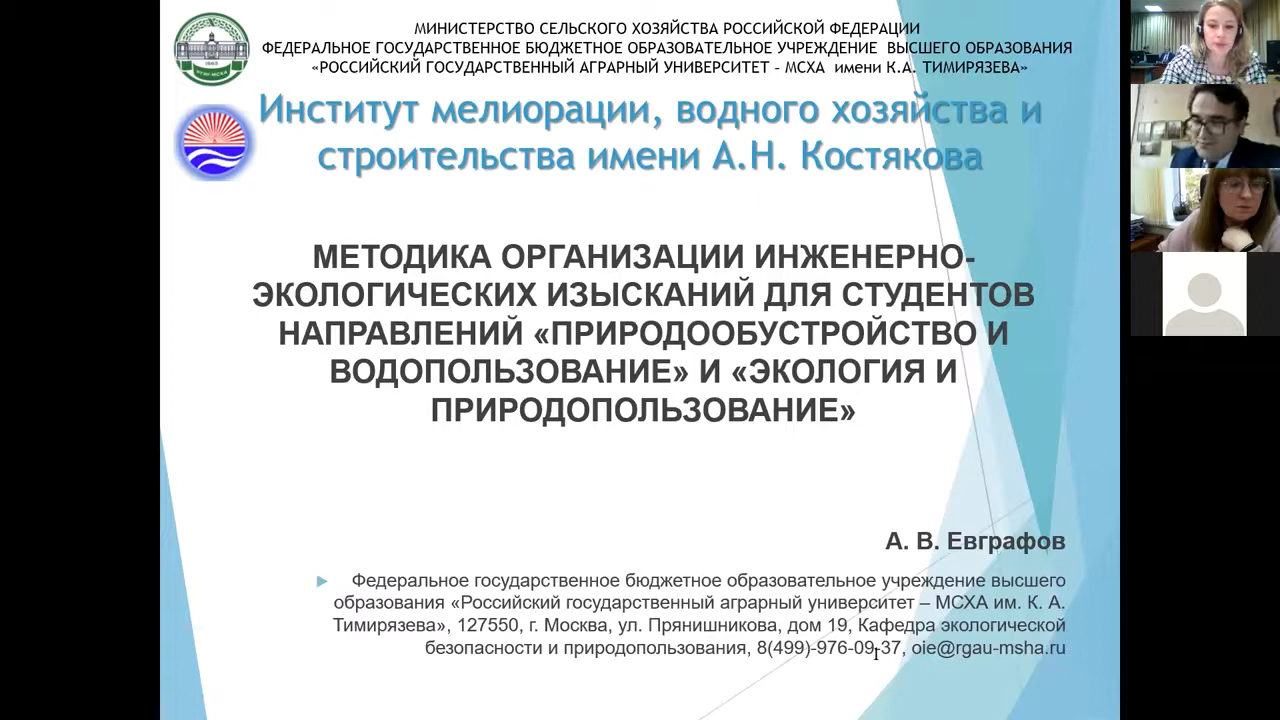 МИНИСТЕРСТВО СЕЛЬСКОГО ХОЗЯЙСТВА РОССИЙСКОЙ ФЕДЕРАЦИИ
ФЕДЕРАЛЬНОЕ ГОСУДАРСТВЕННОЕ БЮДЖЕТНОЕ ОБРАЗОВАТЕЛЬНОЕ УЧРЕЖДЕНИЕ ВЫСШЕГО ОБРАЗОВАНИЯ
«РОССИЙСКИЙ ГОСУДАРСТВЕННЫЙ АГРАРНЫЙ УНИВЕРСИТЕТ – МСХА имени К.А. ТИМИРЯЗЕВА»
Институт мелиорации, водного хозяйства и
строительства имени А.Н. Костякова
МЕТОДИКА ОРГАНИЗАЦИИ ИНЖЕНЕРНО-
ЭКОЛОГИЧЕСКИХ ИЗЫСКАНИЙ ДЛЯ СТУДЕНТОВ
НАПРАВЛЕНИЙ «ПРИРОДООБУСТРОЙСТВО И
ВОДОПОЛЬЗОВАНИЕ» И «ЭКОЛОГИЯ И
ПРИРОДОПОЛЬЗОВАНИЕ»
А. В. Евграфов
Федеральное государственное бюджетное образовательное учреждение высшего
образования «Российский государственный аграрный университет – МСХА им. К. А.
Тимирязева», 127550, г. Москва, ул. Прянишникова, дом 19, Кафедра экологической
безопасности и природопользования, 8(499)-976-09-37, oie@rgau-msha.ru